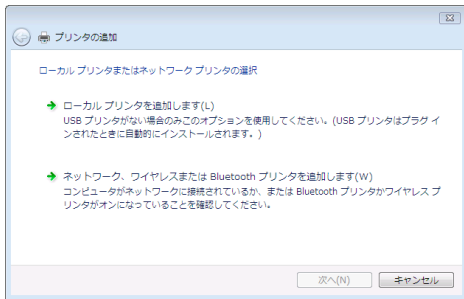 プリンタの追加
ローカル プリンタまたはネットワーク プリンタの選択
ローカル プリンタを追加します(L)
USB プリンタがない場合のみこのオプションを使用してください。(USB プリンタはプラグ イ
ンされたときに自動的にインストールされます。)
ネットワーク、ワイヤレスまたは Bluetooth プリンタを追加します(W)
コンピュータがネットワークに接続されているか、または Bluetooth プリンタかワイヤレス プ
リンタがオンになっていることを確認してください。
次へ(N)
キャンセル